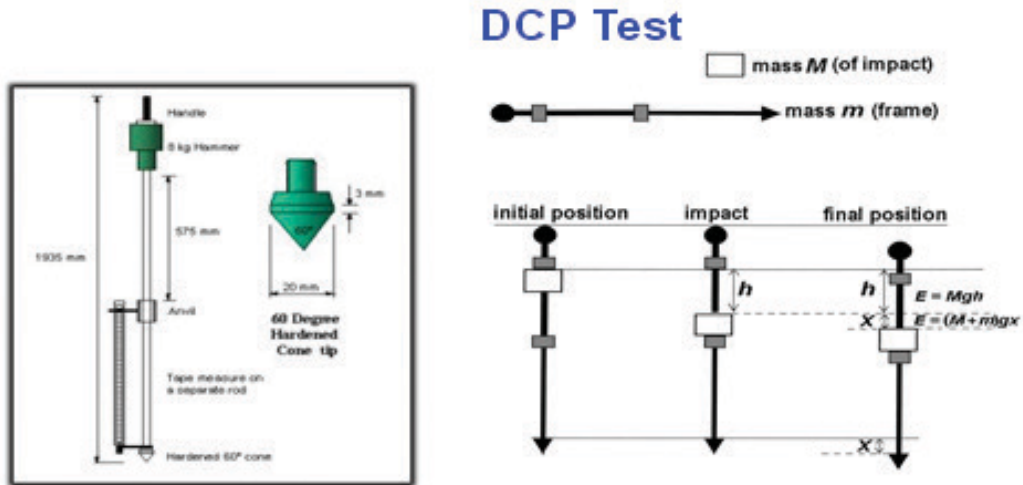 DCP Test
mass M (of impact)
mass m (frame)
Handle
8 kg Hammer
3 mm
60°
575 mm
1935 mm
20 mm
Anvil
60 Degree
Hardened
Cone tip
Tape measure on
a separate rod
Hardened 60° cone
initial position
impact
final position
h
h
E = Mgh
x
E = (M+m)gx
x